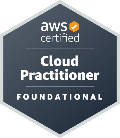 aws
certified
Cloud
Practitioner
FOUNDATIONAL